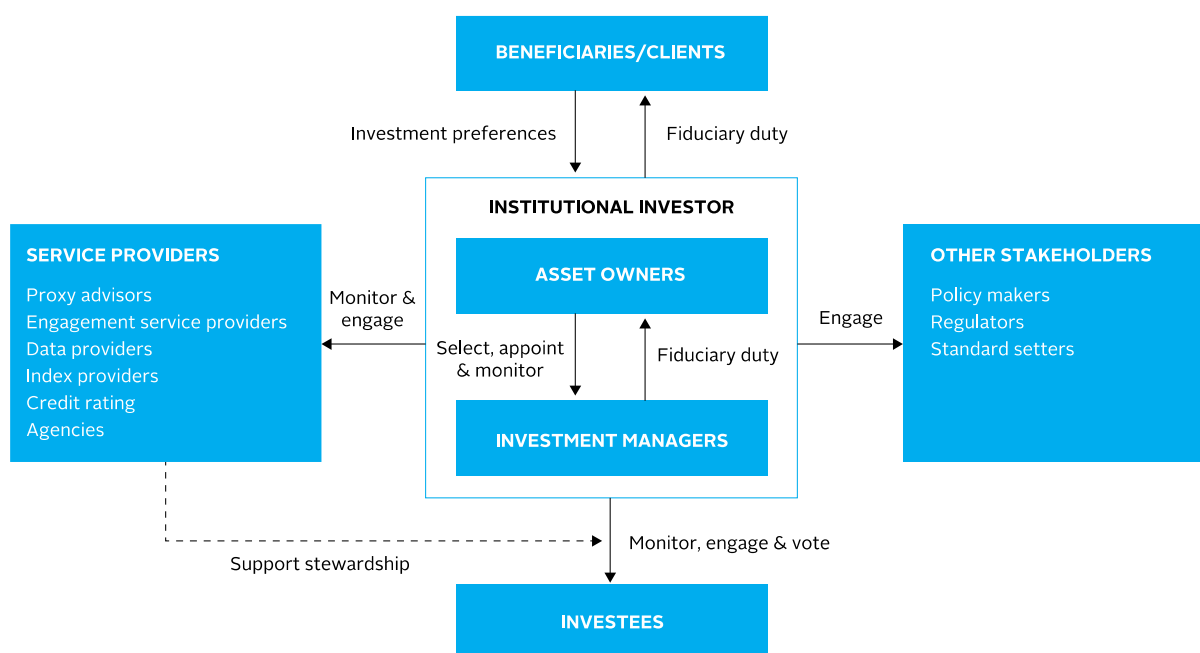 BENEFICIARIES/CLIENTS
Investment preferences
Fiduciary duty
INSTITUTIONAL INVESTOR
SERVICE PROVIDERS
Proxy advisors
Engagement service providers
Data providers
Index providers
Credit rating
Agencies
Monitor &
engage
ASSET OWNERS
Select, appoint
& monitor
Fiduciary duty
INVESTMENT MANAGERS
Engage
OTHER STAKEHOLDERS
Policy makers
Regulators
Standard setters
Support stewardship
Monitor, engage & vote
INVESTEES